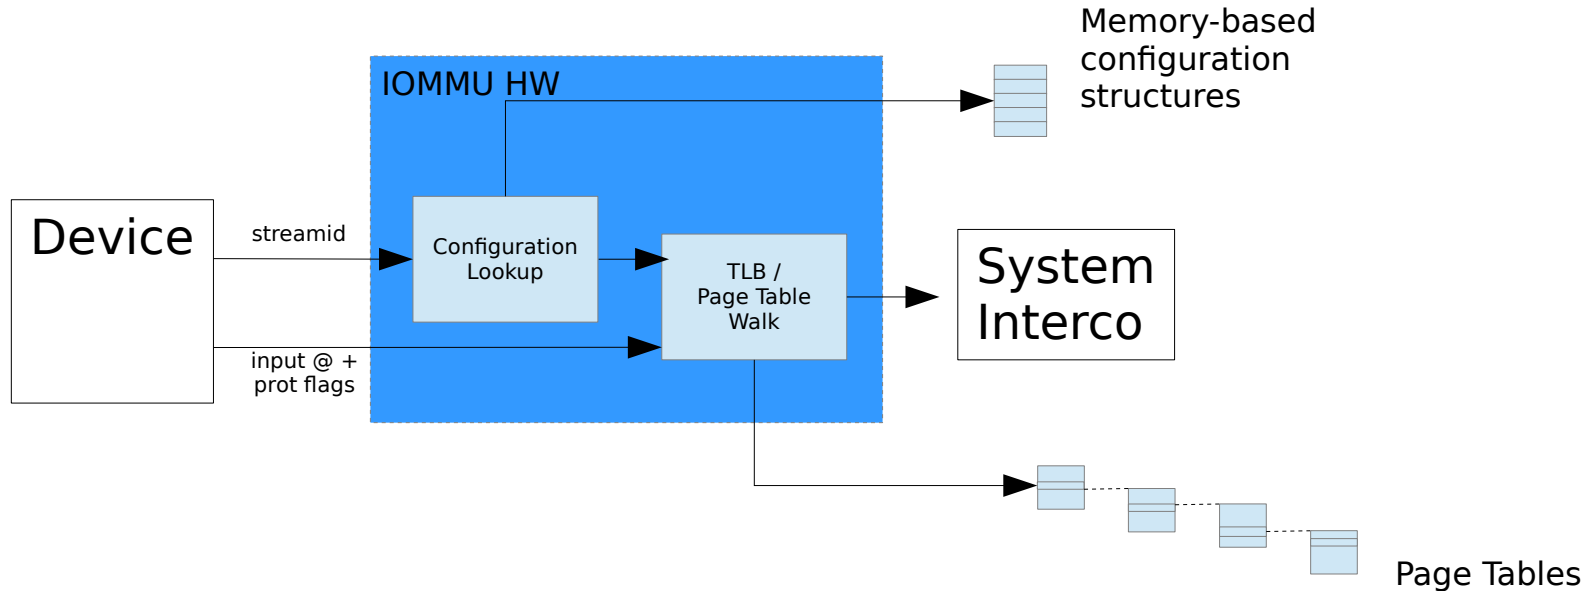 Memory-based
configuration
structures
IOMMU HW
Device
streamid
Configuration
Lookup
TLB /
Page Table
Walk
System
Interco
input @ +
prot flags
Page Tables